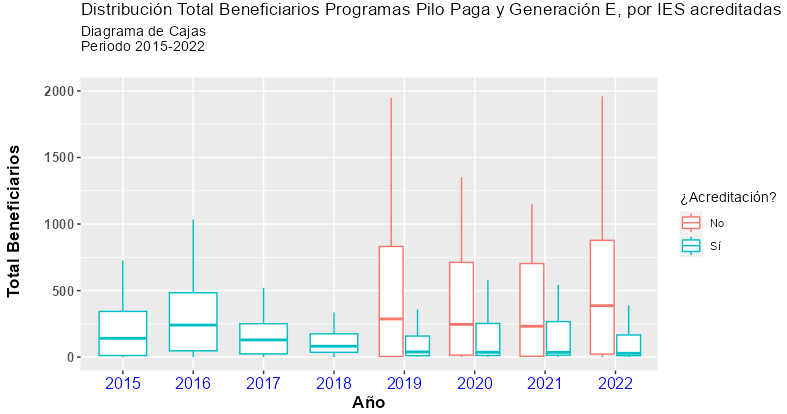 Distribución Total Beneficiarios Programas Pilo Paga y Generación E, por IES acreditadas
Diagrama de Cajas
Periodo 2015-2022
Total Beneficiarios
2000
1500
1000
500
0
2015 2016 2017 2018 2019 2020 2021 2022
Año
¿Acreditación?
No
Sí